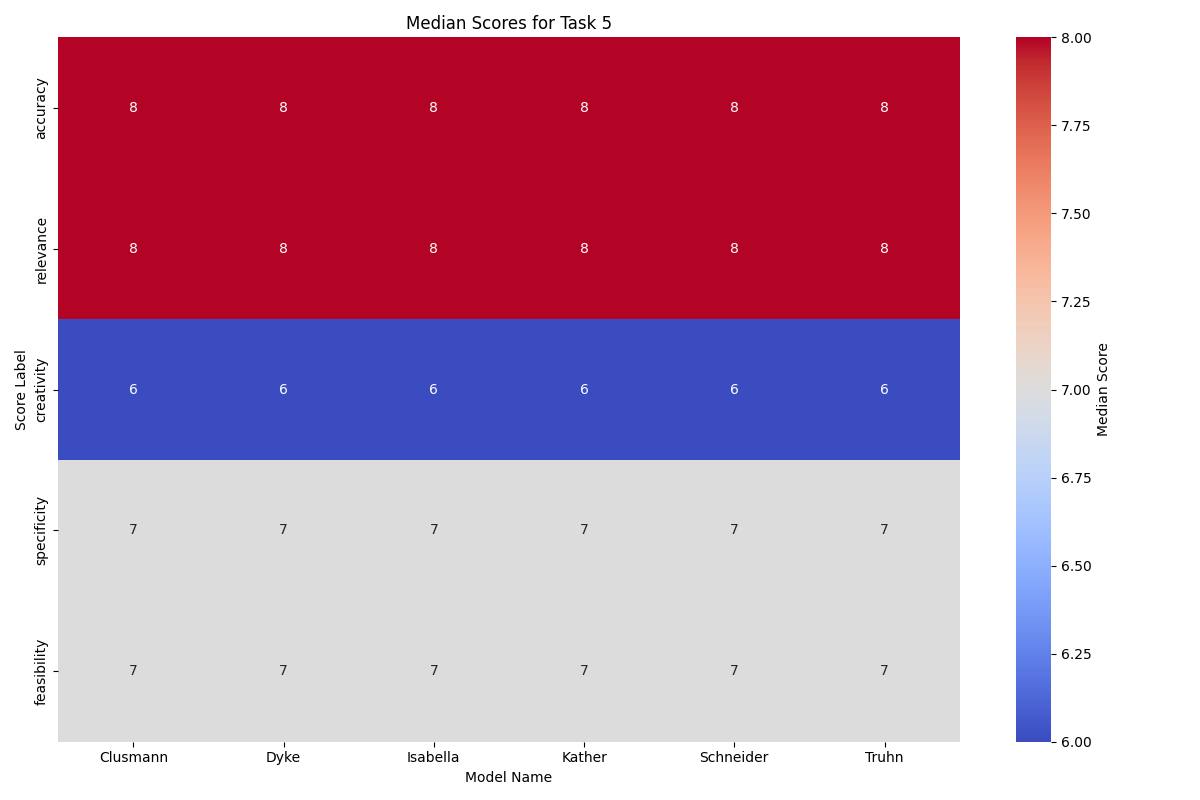 Median Scores for Task 5
Score Label
accuracy 8 8 8 8 8 8
relevance 8 8 8 8 8 8
creativity 6 6 6 6 6 6
specificity 7 7 7 7 7 7
feasibility 7 7 7 7 7 7
Clusmann Dyke Isabella Kather Schneider Truhn
Model Name
8.00
7.75
7.50
7.25
7.00
6.75
6.50
6.25
6.00
Median Score